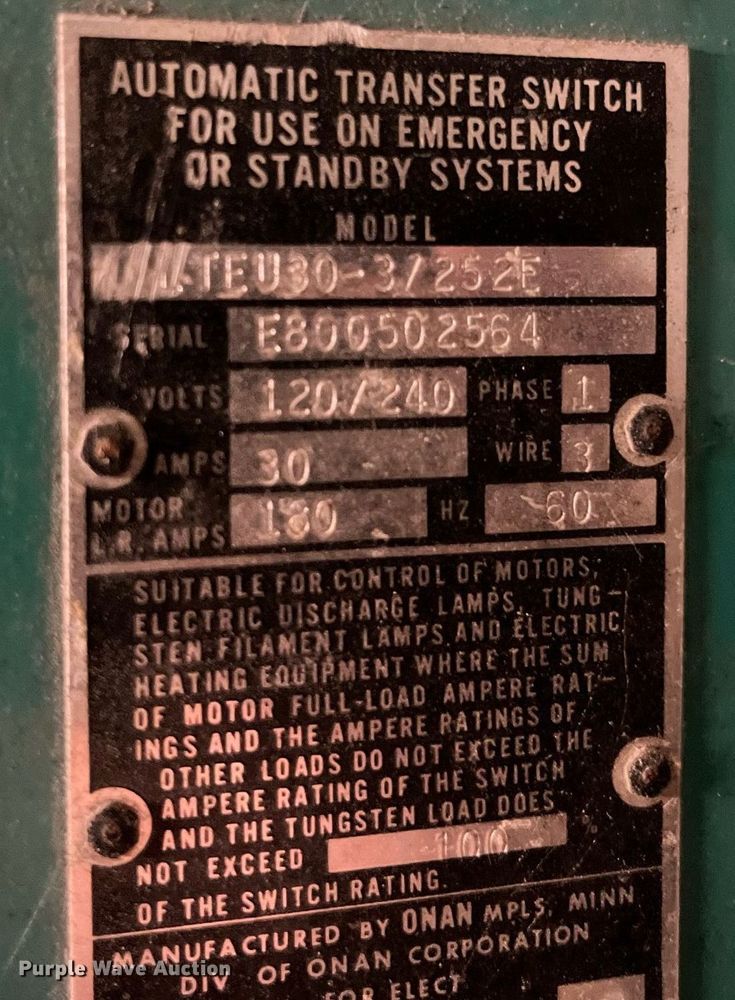 AUTOMATIC TRANSFER SWITCH
FOR USE ON EMERGENCY
OR STANDBY SYSTEMS
MODEL
TEU30-3/252E
SERIAL E800502564
VOLTS 120/240 PHASE 1
AMPS 30 WIRE 3
MOTOR
L.R. AMPS 180 HZ 60
SUITABLE FOR CONTROL OF MOTORS,
ELECTRIC DISCHARGE LAMPS, TUNG-
STEN FILAMENT LAMPS AND ELECTRIC
HEATING EQUIPMENT WHERE THE SUM
OF MOTOR FULL-LOAD AMPERE RAT-
INGS AND THE AMPERE RATINGS OF
OTHER LOADS DO NOT EXCEED THE
AMPERE RATING OF THE SWITCH
AND THE TUNGSTEN LOAD DOES
NOT EXCEED 100 %
OF THE SWITCH RATING.
MANUFACTURED BY ONAN MPLS. MINN
DIV OF ONAN CORPORATION
FOR ELECT
Purple Wave Auction